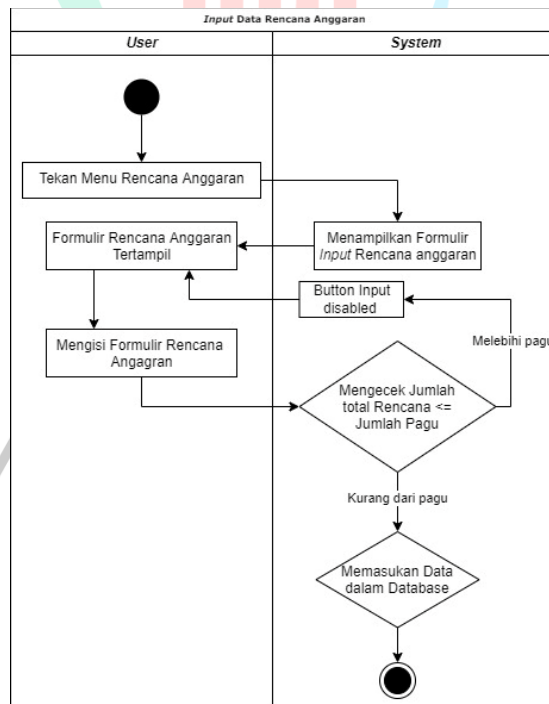 Input Data Rencana Anggaran
User
System
Tekan Menu Rencana Anggaran
Formulir Rencana Anggaran
Tertampil
Menampilkan Formulir
Input Rencana anggaran
Button Input
disabled
Melebihi pagu
Mengisi Formulir Rencana
Angagran
Mengecek Jumlah
total Rencana <=
Jumlah Pagu
Kurang dari pagu
Memasukan Data
dalam Database